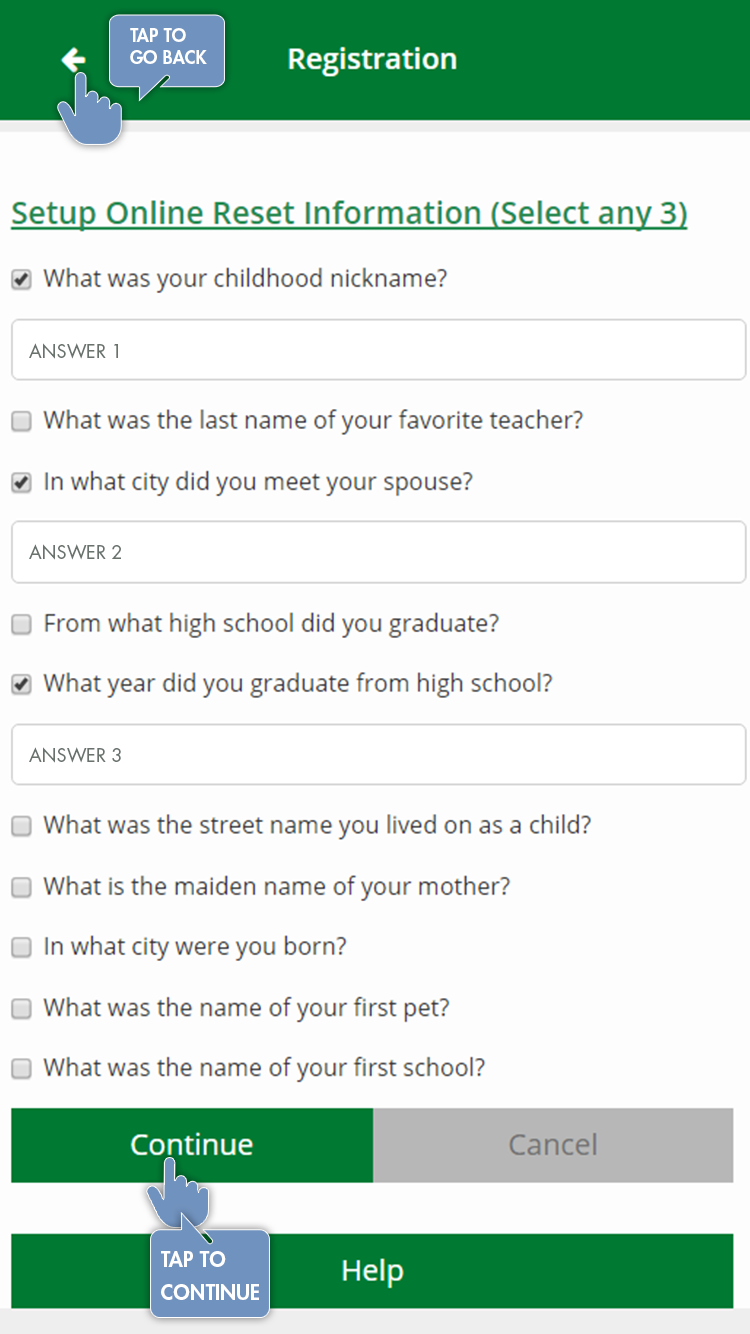 TAP TO
GO BACK
Registration
Setup Online Reset Information (Select any 3)
What was your childhood nickname?
ANSWER 1
What was the last name of your favorite teacher?
In what city did you meet your spouse?
ANSWER 2
From what high school did you graduate?
What year did you graduate from high school?
ANSWER 3
What was the street name you lived on as a child?
What is the maiden name of your mother?
In what city were you born?
What was the name of your first pet?
What was the name of your first school?
Continue
Cancel
TAP TO
CONTINUE
Help